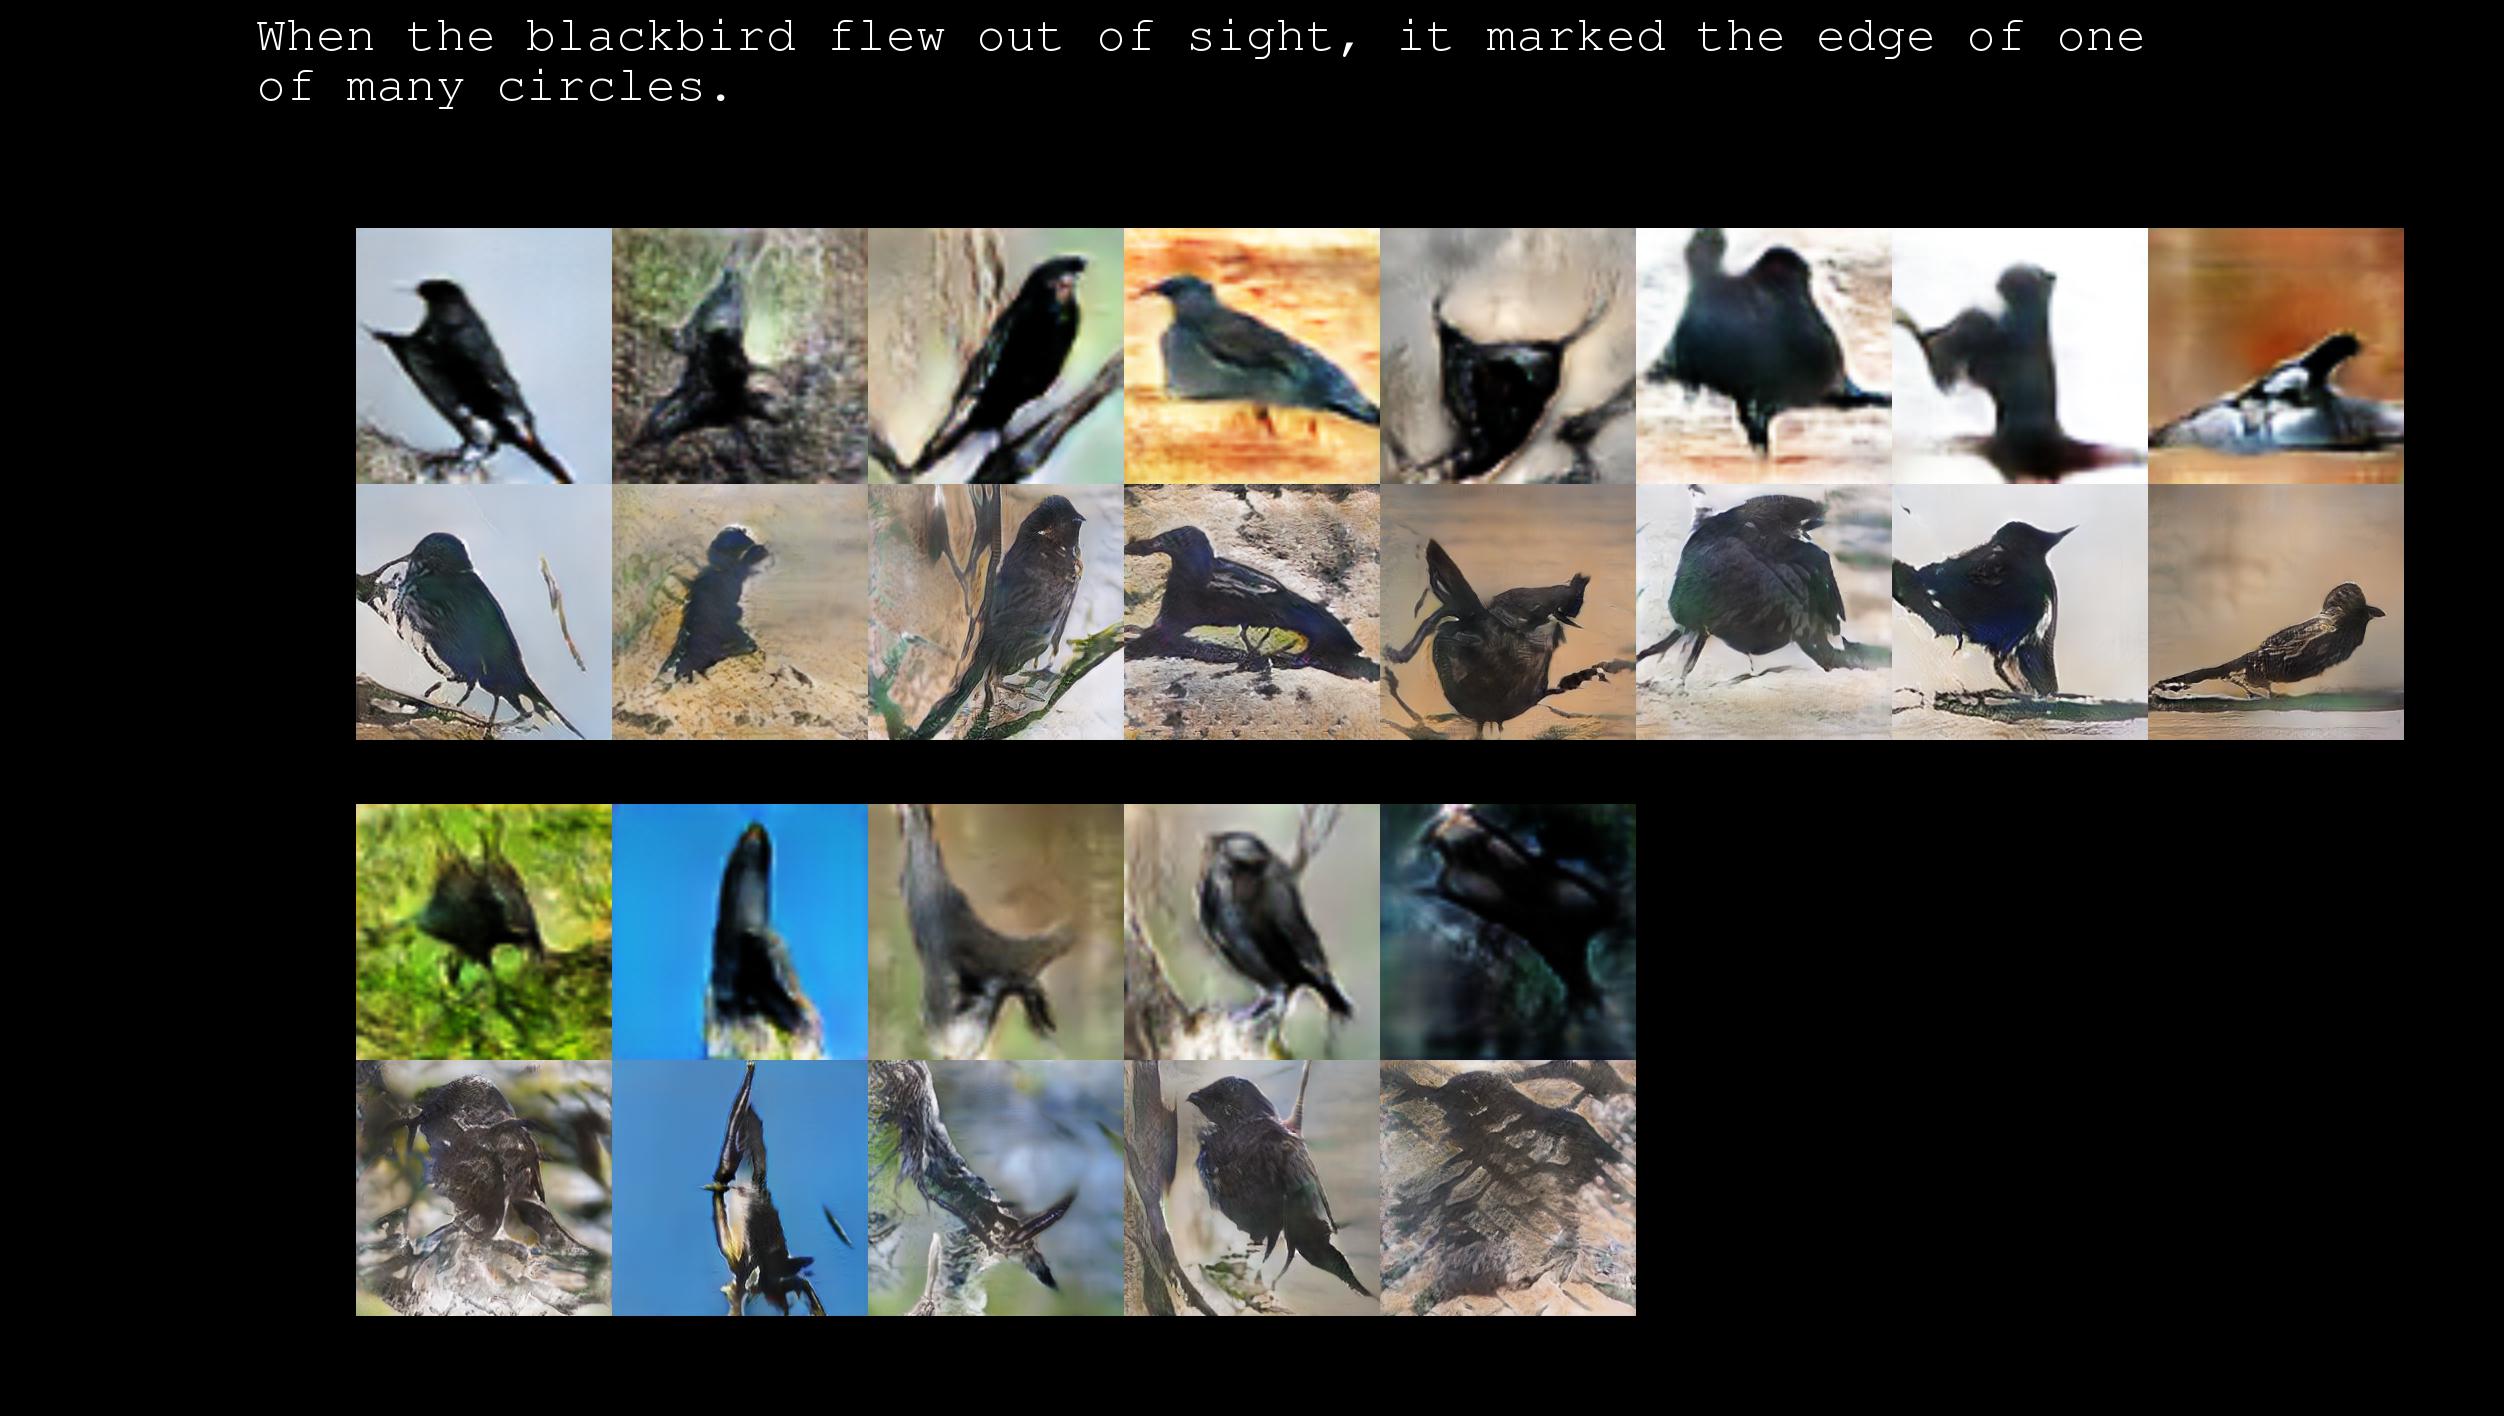 When the blackbird flew out of sight, it marked the edge of one
of many circles.